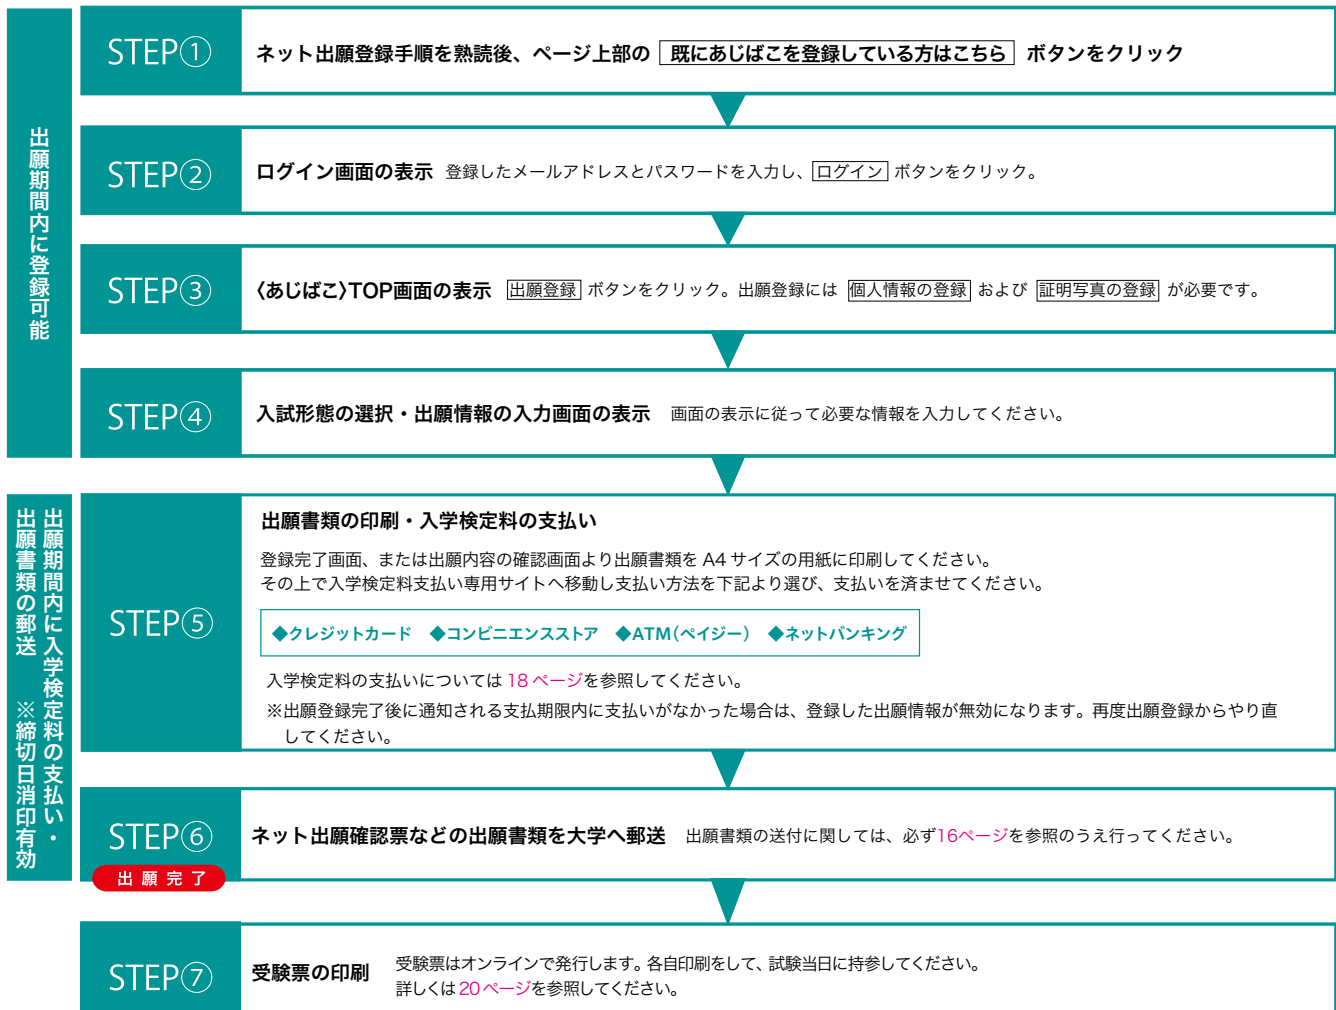 出願期間内に登録可能
STEP①
ネット出願登録手順を熟読後、ページ上部の 既にあじばこを登録している方はこちら ボタンをクリック
STEP②
ログイン画面の表示 登録したメールアドレスとパスワードを入力し、ログイン ボタンをクリック。
STEP③
〈あじばこ〉TOP画面の表示 出願登録 ボタンをクリック。出願登録には 個人情報の登録 および 証明写真の登録 が必要です。
STEP④
入試形態の選択・出願情報の入力画面の表示 画面の表示に従って必要な情報を入力してください。
出願期間内に入学検定料の支払い・
出願書類の郵送 ※締切日消印有効
STEP⑤
出願書類の印刷・入学検定料の支払い
登録完了画面、または出願内容の確認画面より出願書類を A4 サイズの用紙に印刷してください。
その上で入学検定料支払い専用サイトへ移動し支払い方法を下記より選び、支払いを済ませてください。
◆クレジットカード ◆コンビニエンスストア ◆ATM(ペイジー) ◆ネットバンキング
入学検定料の支払いについては 18 ページを参照してください。
※出願登録完了後に通知される支払期限内に支払いがなかった場合は、登録した出願情報が無効になります。再度出願登録からやり直
してください。
STEP⑥
出願完了
ネット出願確認票などの出願書類を大学へ郵送 出願書類の送付に関しては、必ず16ページを参照のうえ行ってください。
STEP⑦
受験票の印刷 受験票はオンラインで発行します。各自印刷をして、試験当日に持参してください。
詳しくは 20 ページを参照してください。